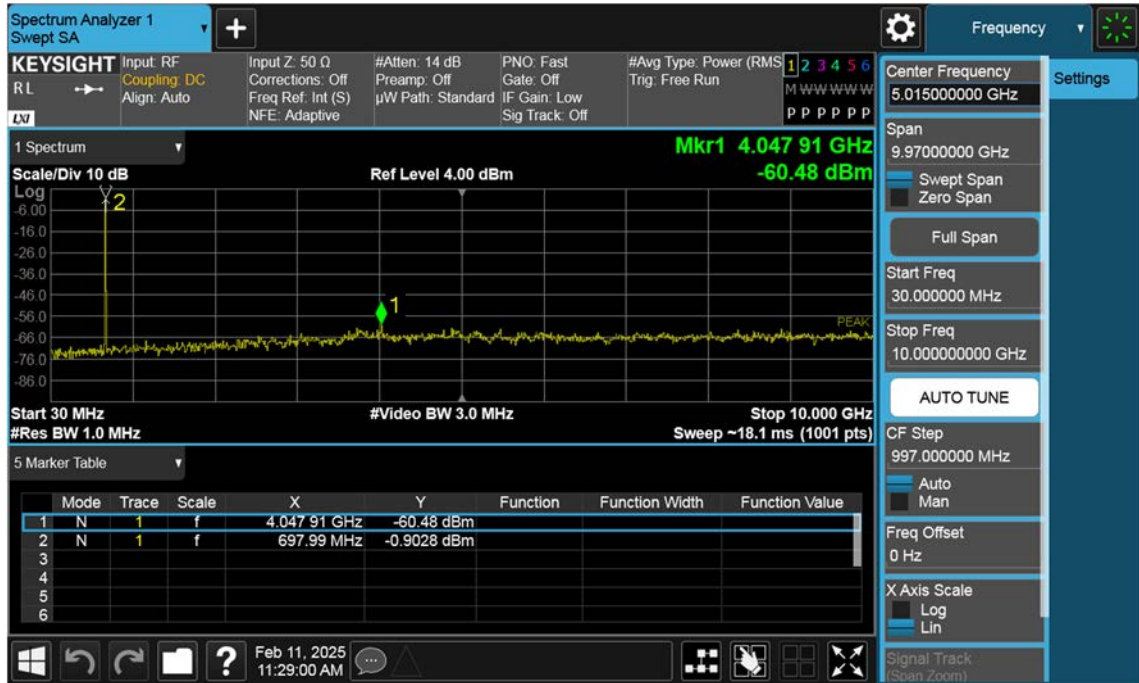 Spectrum Analyzer 1
Swept SA
Frequency
KEYSIGHT
RL
LXI
Input: RF
Coupling: DC
Align: Auto
Input Z: 50 Ω
Corrections: Off
Freq Ref: Int (S)
NFE: Adaptive
#Atten: 14 dB
Preamp: Off
µW Path: Standard
PNO: Fast
Gate: Off
IF Gain: Low
Sig Track: Off
#Avg Type: Power (RMS
Trig: Free Run
1 2 3 4 5 6
M W W W W W
P P P P P P
1 Spectrum
Scale/Div 10 dB
Ref Level 4.00 dBm
Mkr1 4.047 91 GHz
-60.48 dBm
Log
-6.00
-16.0
-26.0
-36.0
-46.0
-56.0
-66.0
-76.0
-86.0
2
1
PEAK
Start 30 MHz
#Video BW 3.0 MHz
Stop 10.000 GHz
#Res BW 1.0 MHz
Sweep ~18.1 ms (1001 pts)
5 Marker Table
Mode Trace Scale X Y Function Function Width Function Value
1 N 1 f 4.047 91 GHz -60.48 dBm
2 N 1 f 697.99 MHz -0.9028 dBm
3
4
5
6
Feb 11, 2025
11:29:00 AM
Center Frequency
5.015000000 GHz
Settings
Span
9.97000000 GHz
Swept Span
Zero Span
Full Span
Start Freq
30.000000 MHz
Stop Freq
10.000000000 GHz
AUTO TUNE
CF Step
997.000000 MHz
Auto
Man
Freq Offset
0 Hz
X Axis Scale
Log
Lin
Signal Track
(Span Zoom)